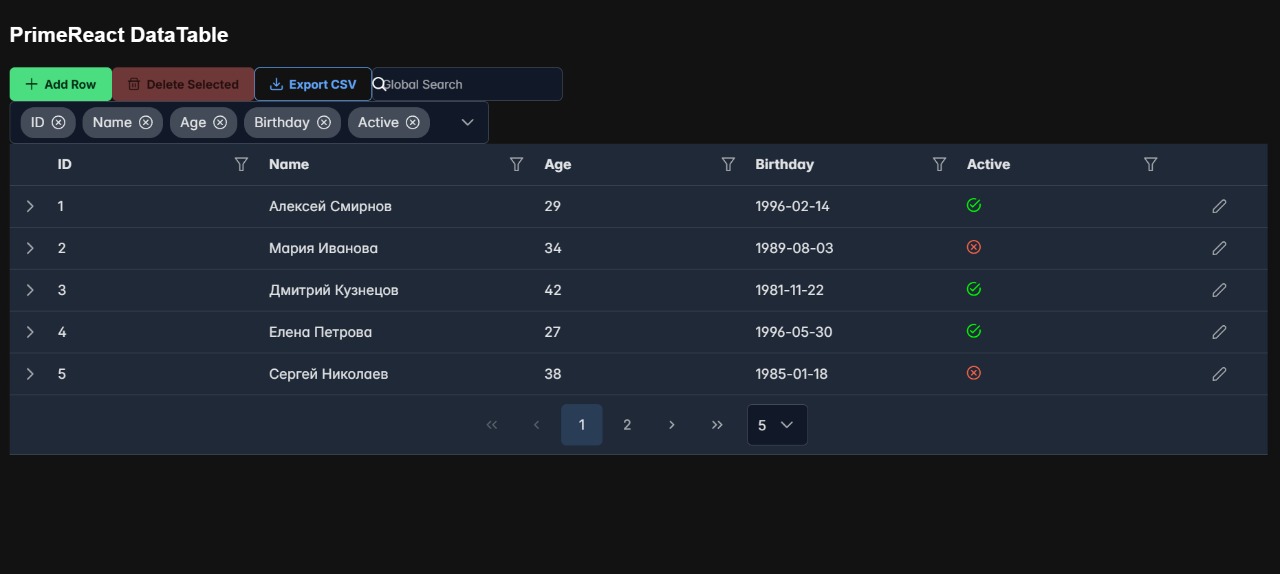 PrimeReact DataTable
Add Row Delete Selected Export CSV Global Search
ID Name Age Birthday Active
ID Name Age Birthday Active
1 Алексей Смирнов 29 1996-02-14
2 Мария Иванова 34 1989-08-03
3 Дмитрий Кузнецов 42 1981-11-22
4 Елена Петрова 27 1996-05-30
5 Сергей Николаев 38 1985-01-18
1 2 5